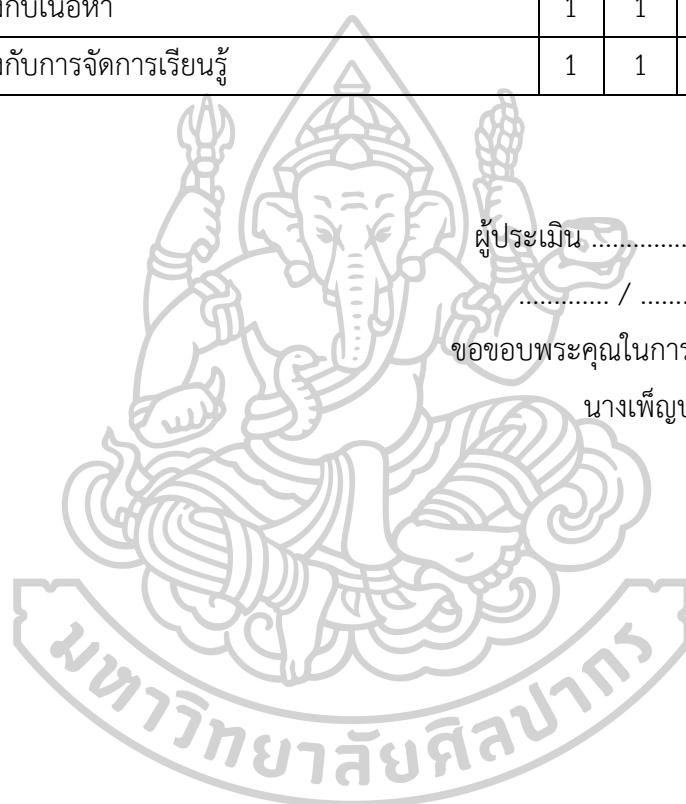 กับเนื้อหา 1 1
กับการจัดการเรียนรู้ 1 1
ผู้ประเมิน ..............
............. / .......
ขอขอบพระคุณในการ
นางเพ็ญ
มหาวิทยาลัยศิลปากร